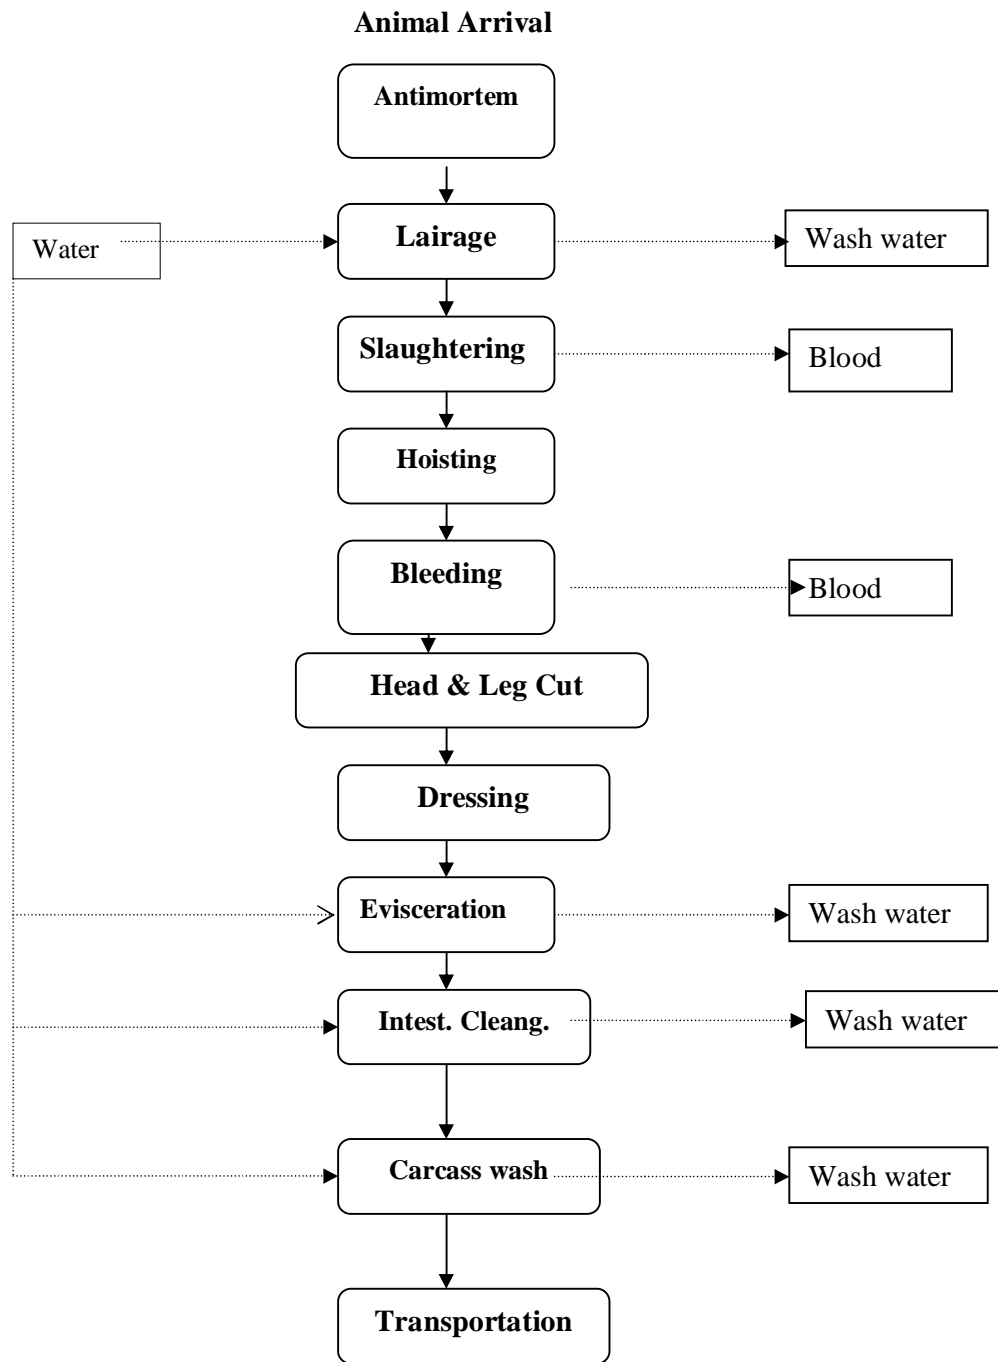 Animal Arrival
Antimortem
Water
Lairage
Wash water
Slaughtering
Blood
Hoisting
Bleeding
Blood
Head & Leg Cut
Dressing
Evisceration
Wash water
Intest. Cleang.
Wash water
Carcass wash
Wash water
Transportation